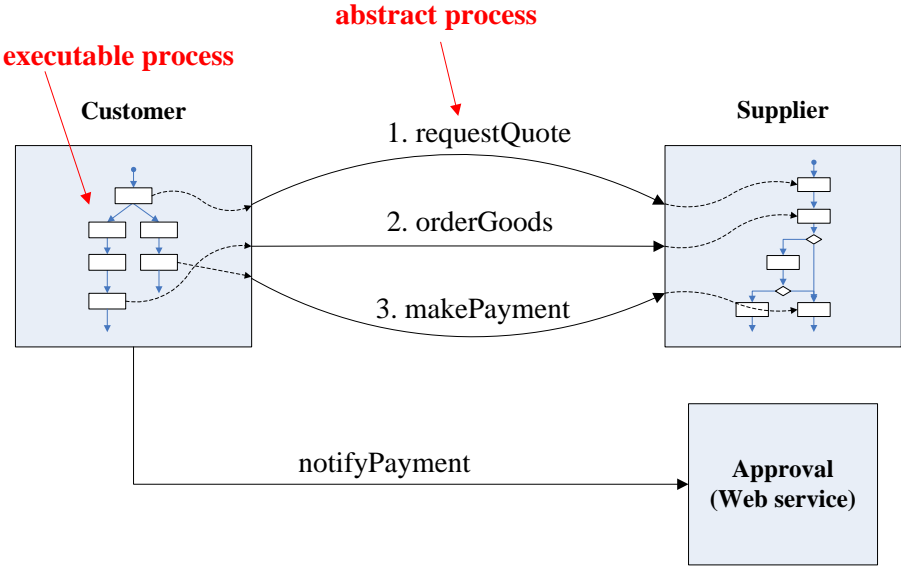 abstract process
executable process
Customer
Supplier
1. requestQuote
2. orderGoods
3. makePayment
notifyPayment
Approval
(Web service)